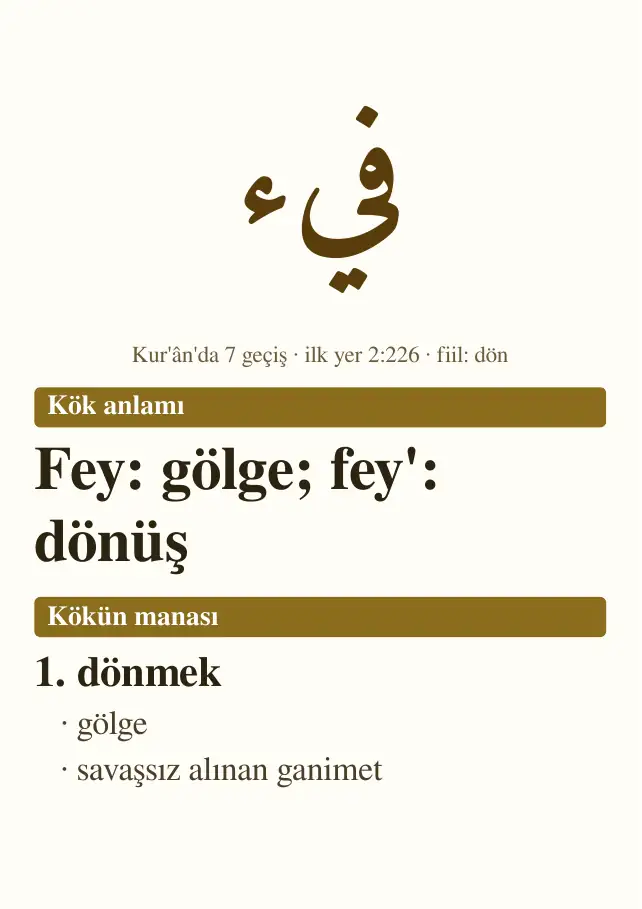 فيء
Kur'ân'da 7 geçiş · ilk yer 2:226 · fiil: dön
Kök anlamı
Fey: gölge; fey':
dönüş
Kökün manası
1. dönmek
· gölge
· savaşsız alınan ganimet